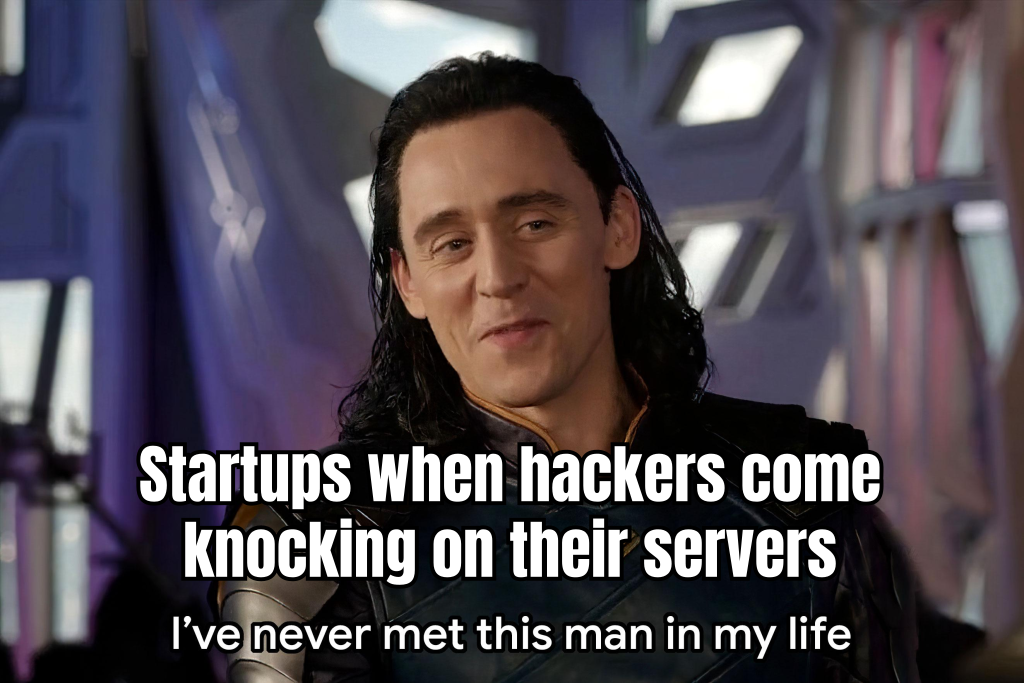 Startups when hackers come
knocking on their servers
I’ve never met this man in my life